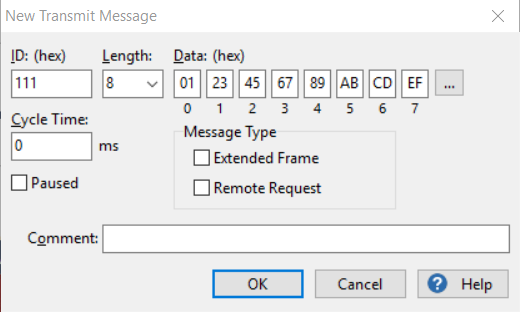 New Transmit Message
ID: (hex) Length: Data: (hex)
111 8 01 23 45 67 89 AB CD EF ...
0 1 2 3 4 5 6 7
Cycle Time:
0 ms
Message Type
Extended Frame
Paused
Remote Request
Comment:
OK Cancel ? Help